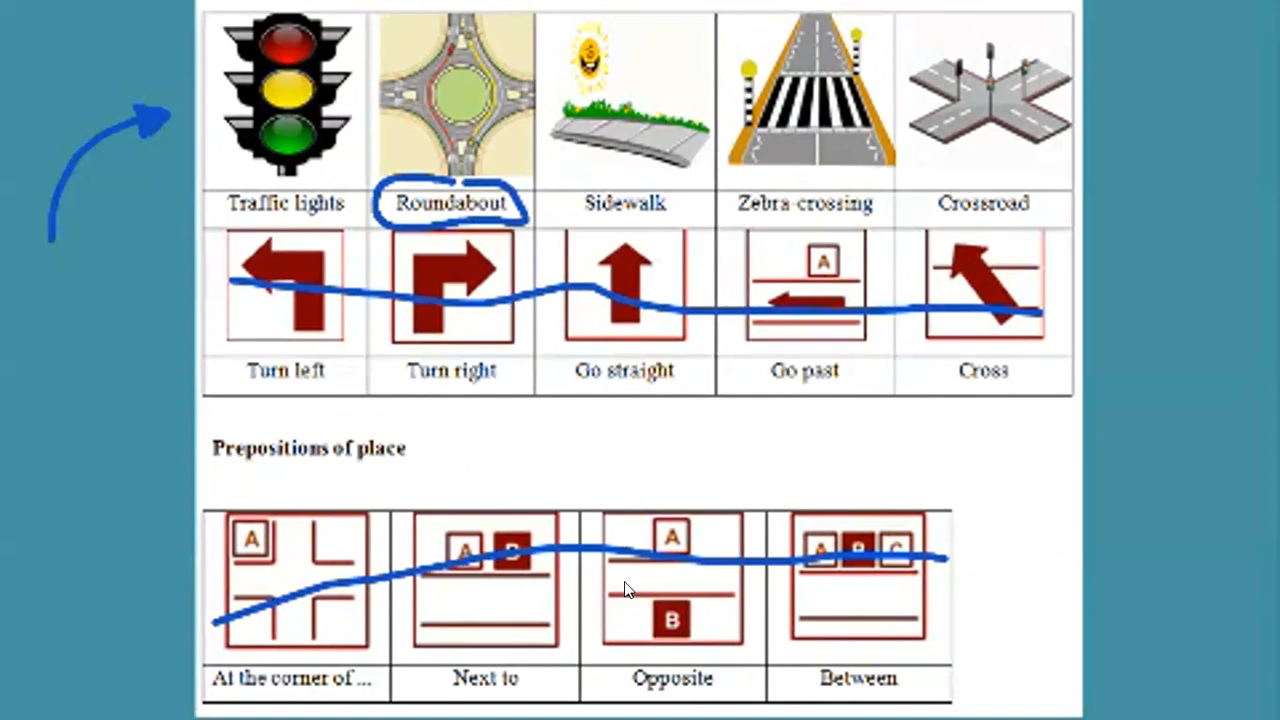 Traffic lights Roundabout Sidewalk Zebra-crossing Crossroad
A
Turn left Turn right Go straight Go past Cross
Prepositions of place
A A B A A B C
B
At the corner of ... Next to Opposite Between